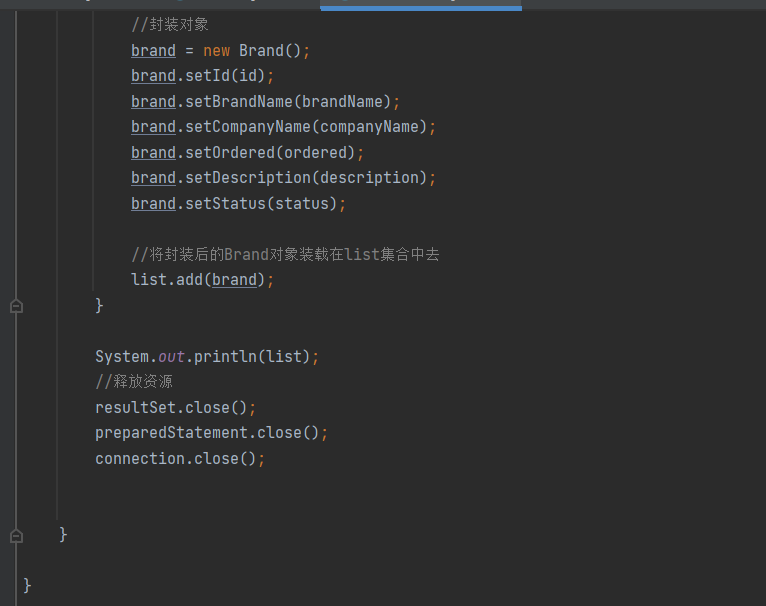 //封装对象
brand = new Brand();
brand.setId(id);
brand.setBrandName(brandName);
brand.setCompanyName(companyName);
brand.setOrdered(ordered);
brand.setDescription(description);
brand.setStatus(status);
//将封装后的Brand对象装载在list集合中去
list.add(brand);
}
System.out.println(list);
//释放资源
resultSet.close();
preparedStatement.close();
connection.close();
}
}